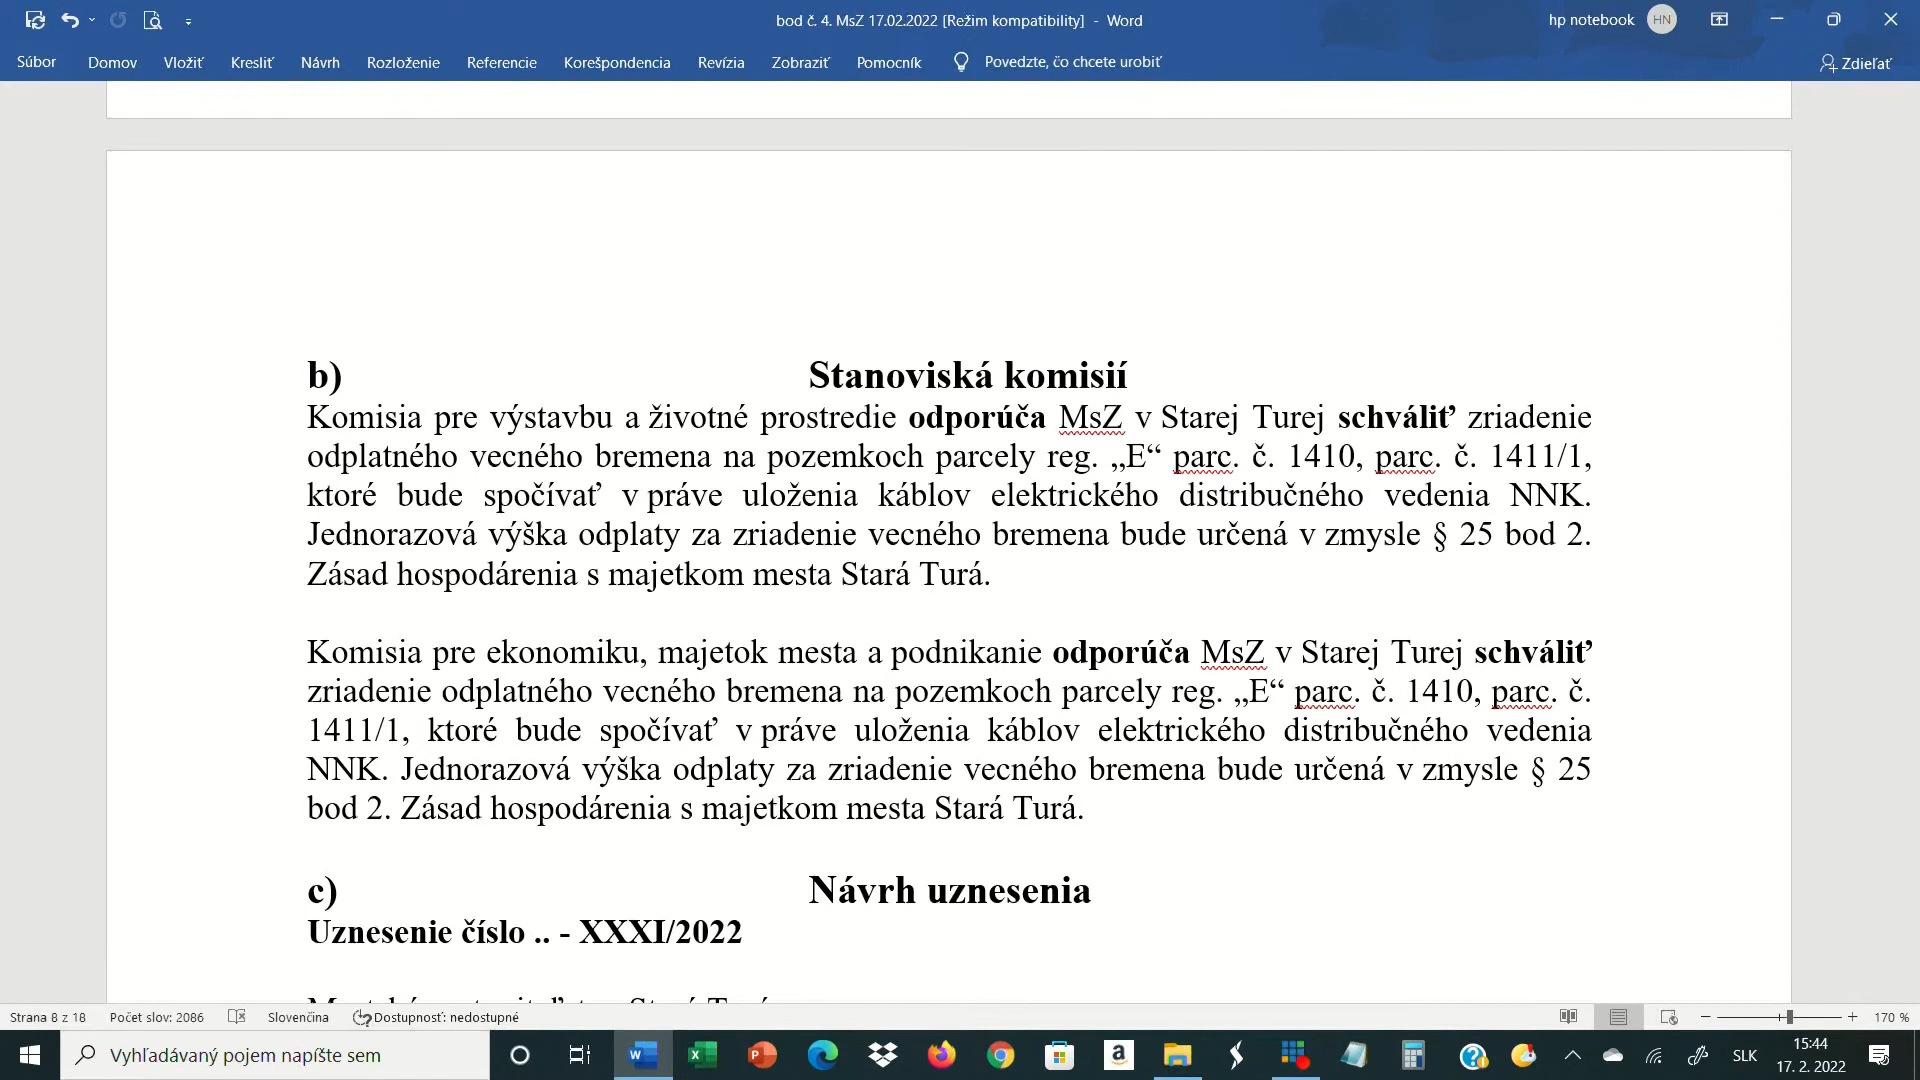 bod č. 4. MsZ 17.02.2022 [Režim kompatibility] - Word
hp notebook
HN
Súbor
Domov
Vložiť
Kresliť
Návrh
Rozloženie
Referencie
Korešpondencia
Revízia
Zobraziť
Pomocník
Povedzte, čo chcete urobiť
Zdieľať
b) Stanoviská komisií
Komisia pre výstavbu a životné prostredie odporúča MsZ v Starej Turej schváliť zriadenie
odplatného vecného bremena na pozemkoch parcely reg. „E“ parc. č. 1410, parc. č. 1411/1,
ktoré bude spočívať v práve uloženia káblov elektrického distribučného vedenia NNK.
Jednorazová výška odplaty za zriadenie vecného bremena bude určená v zmysle § 25 bod 2.
Zásad hospodárenia s majetkom mesta Stará Turá.
Komisia pre ekonomiku, majetok mesta a podnikanie odporúča MsZ v Starej Turej schváliť
zriadenie odplatného vecného bremena na pozemkoch parcely reg. „E“ parc. č. 1410, parc. č.
1411/1, ktoré bude spočívať v práve uloženia káblov elektrického distribučného vedenia
NNK. Jednorazová výška odplaty za zriadenie vecného bremena bude určená v zmysle § 25
bod 2. Zásad hospodárenia s majetkom mesta Stará Turá.
c) Návrh uznesenia
Uznesenie číslo .. - XXXI/2022
Strana 8 z 18
Počet slov: 2086
Slovenčina
Dostupnosť: nedostupné
170 %
Vyhľadávaný pojem napíšte sem
SLK
15:44
17. 2. 2022